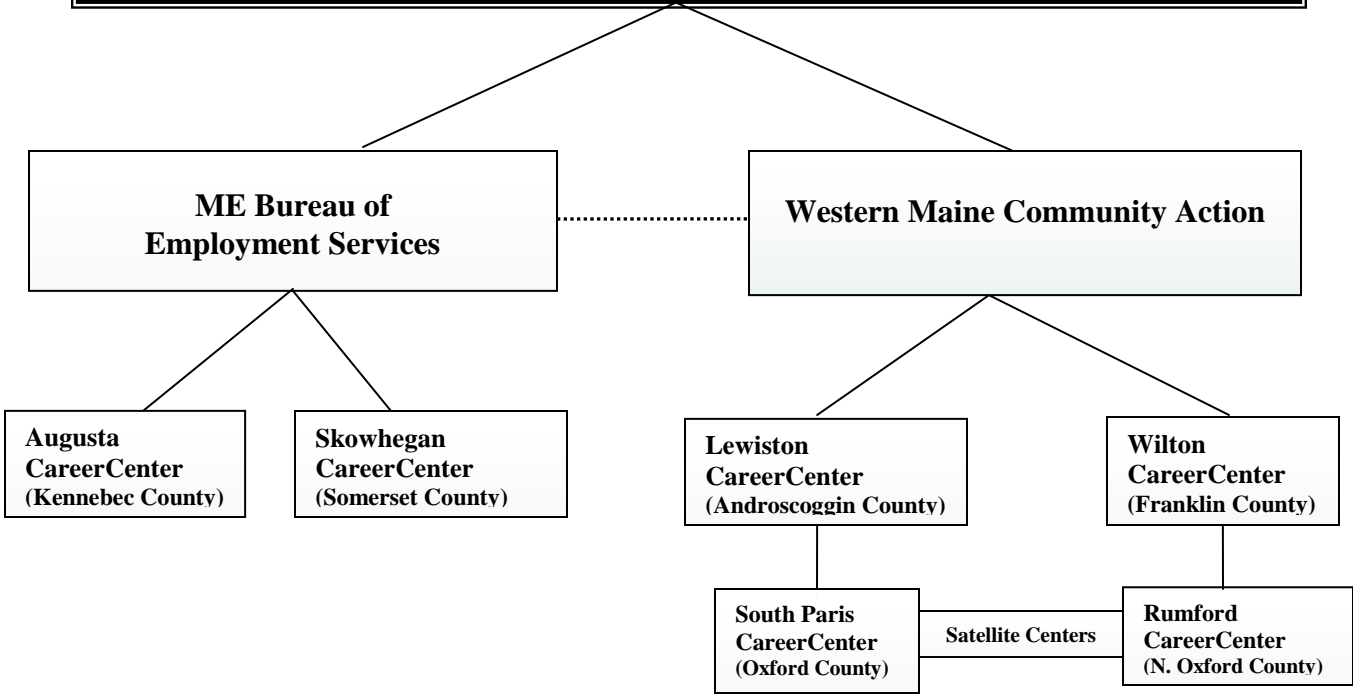 ME Bureau of
Employment Services
Western Maine Community Action
Augusta
CareerCenter
(Kennebec County)
Skowhegan
CareerCenter
(Somerset County)
Lewiston
CareerCenter
(Androscoggin County)
Wilton
CareerCenter
(Franklin County)
South Paris
CareerCenter
(Oxford County)
Satellite Centers
Rumford
CareerCenter
(N. Oxford County)